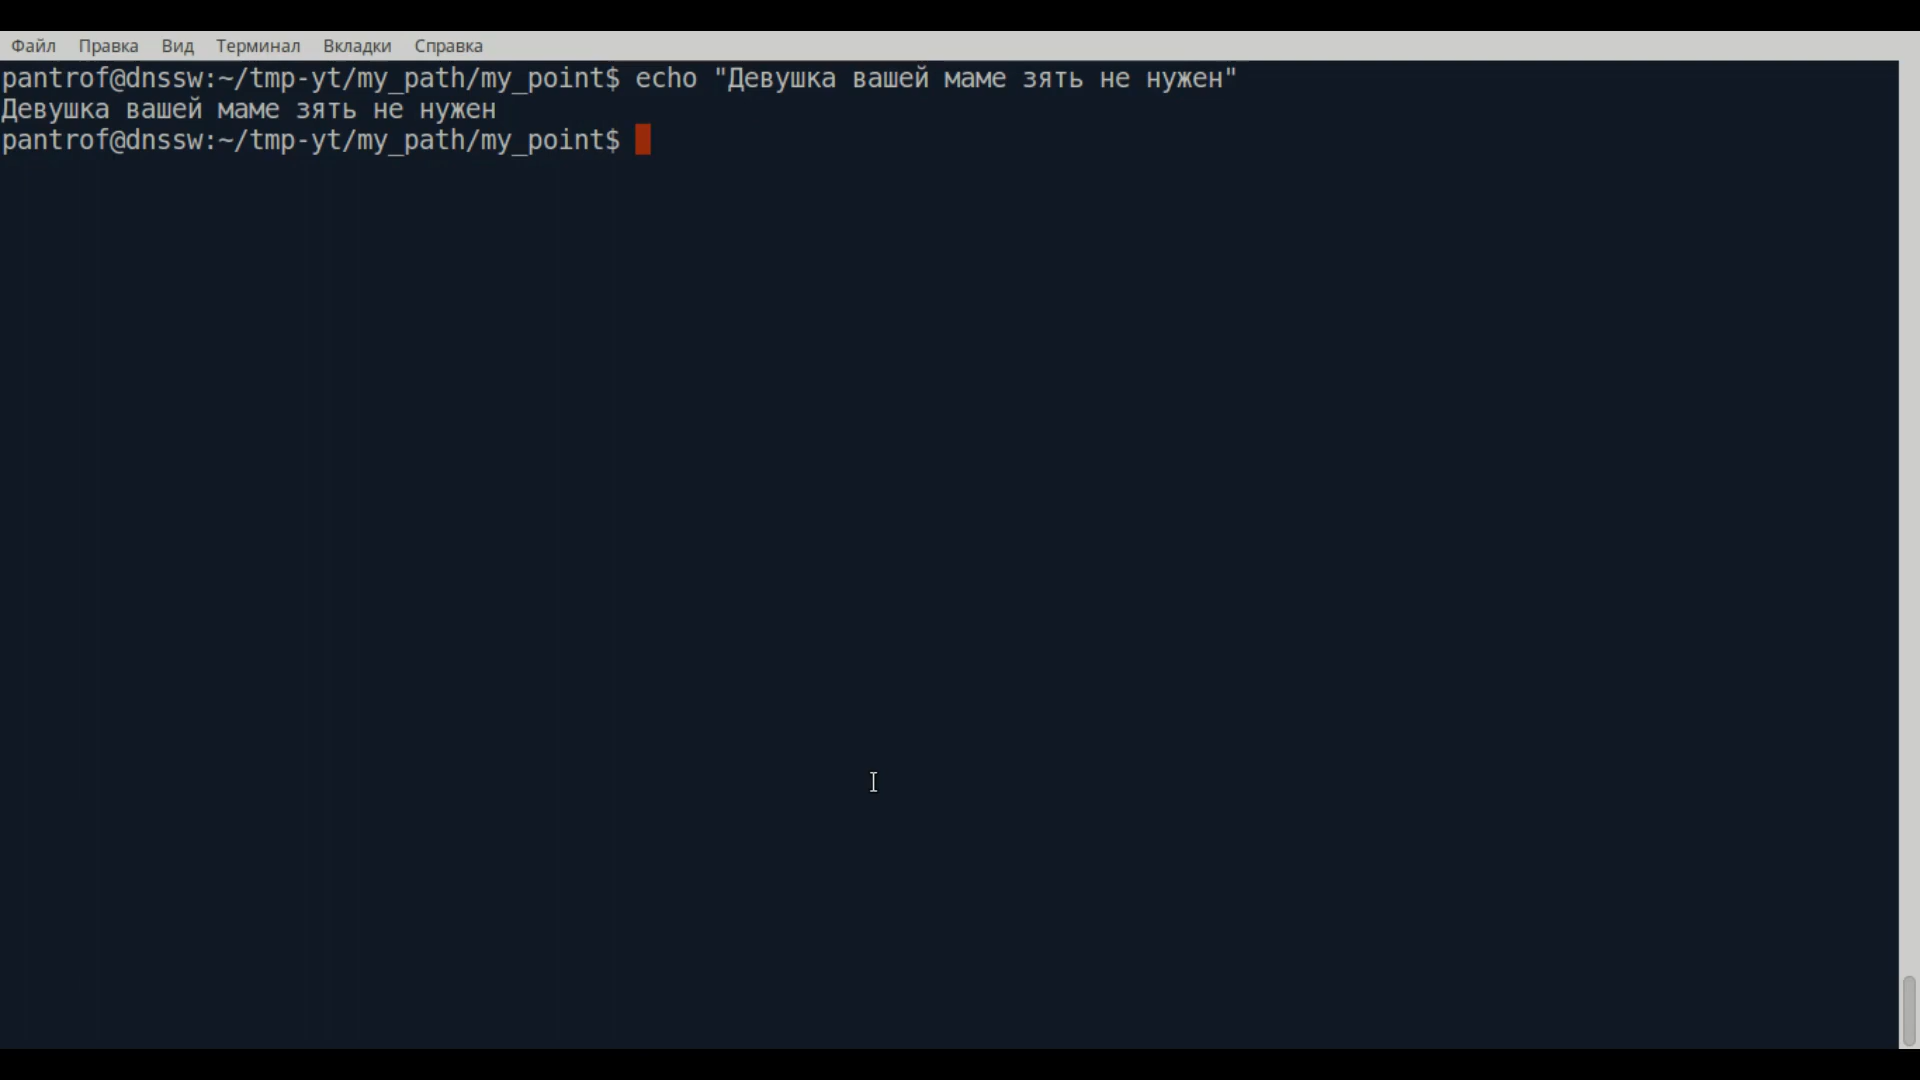 Файл Правка Вид Терминал Вкладки Справка
pantrof@dnssw:~/tmp-yt/my_path/my_point$ echo "Девушка вашей маме зять не нужен"
Девушка вашей маме зять не нужен
pantrof@dnssw:~/tmp-yt/my_path/my_point$